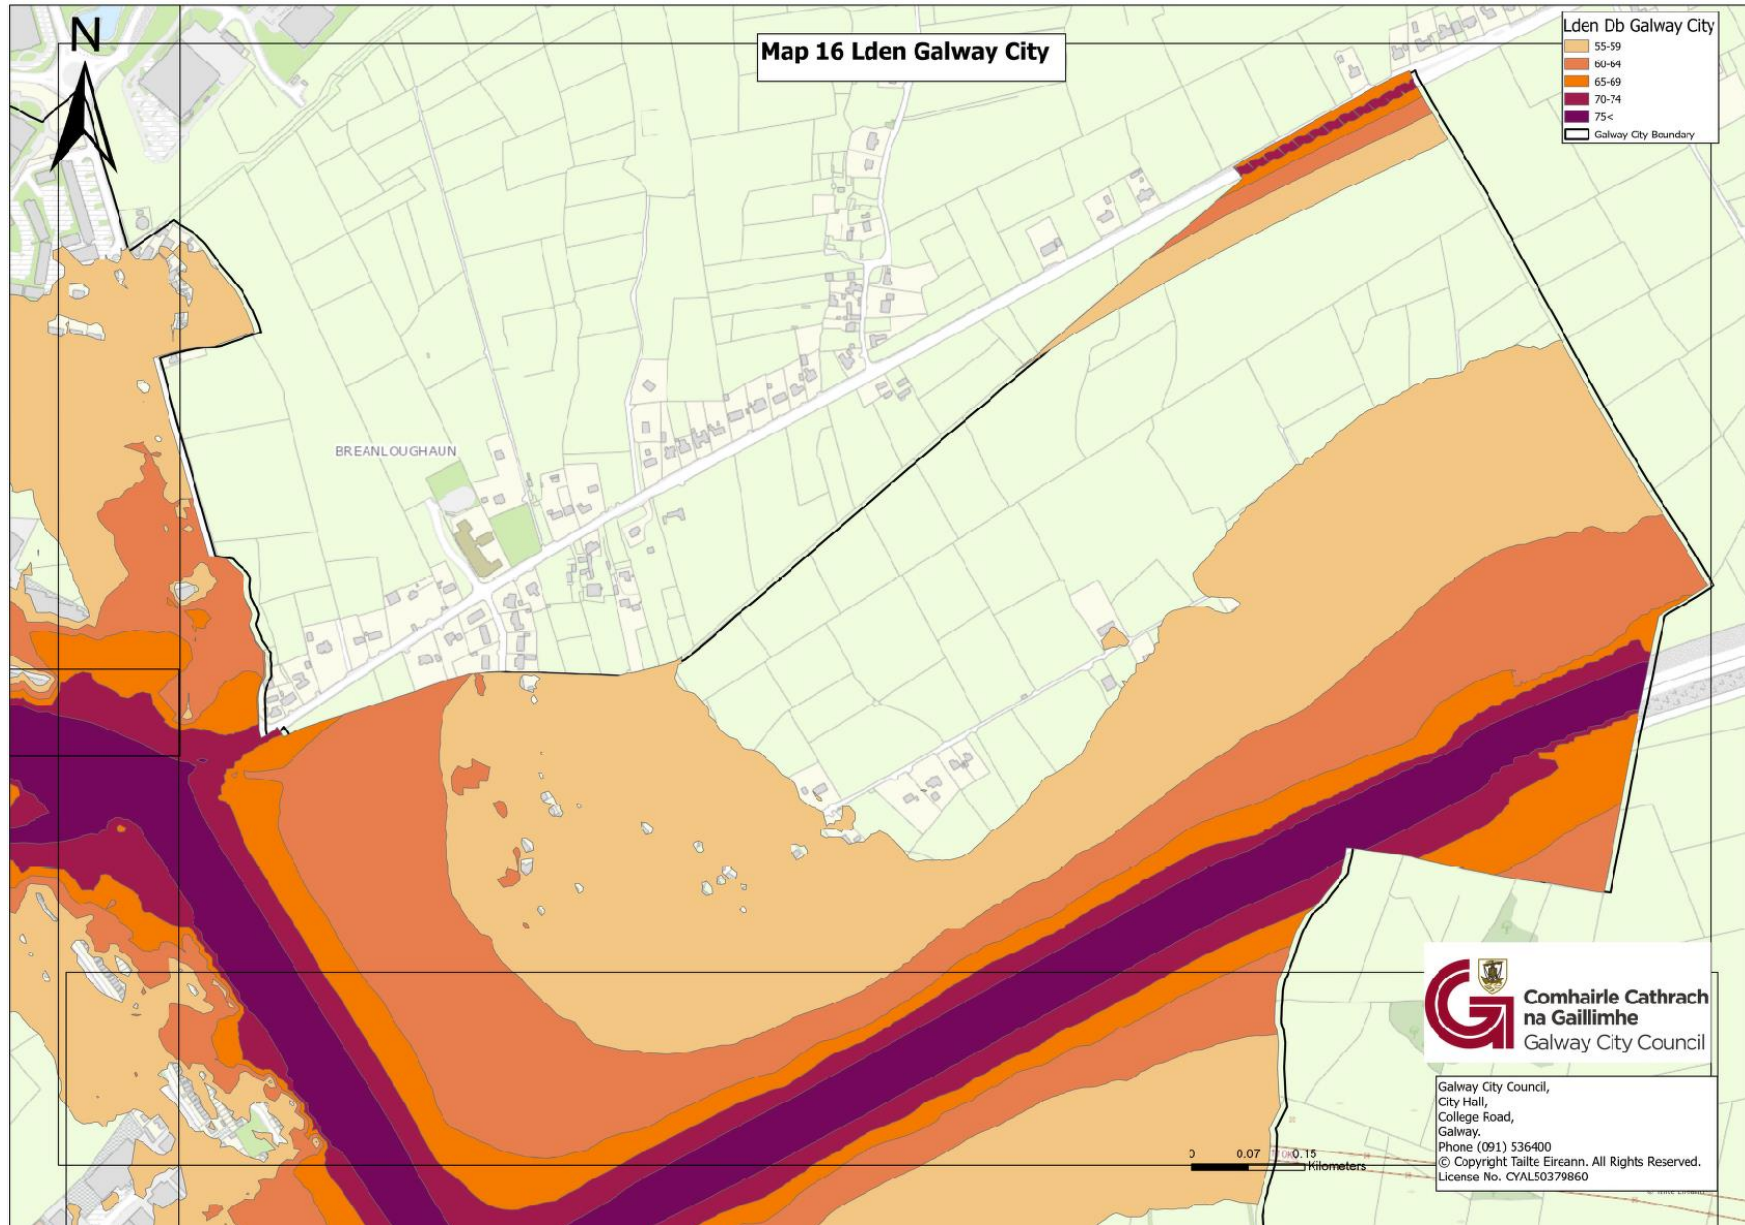 N
Map 16 Lden Galway City
Lden Db Galway City
55-59
60-64
65-69
70-74
75<
Galway City Boundary
BREANLOUGHAUN
Comhairle Cathrach
na Gaillimhe
Galway City Council
Galway City Council,
City Hall,
College Road,
Galway.
Phone (091) 536400
© Copyright Tailte Eireann. All Rights Reserved.
License No. CYAL50379860
0 0.07 0.15
Kilometers